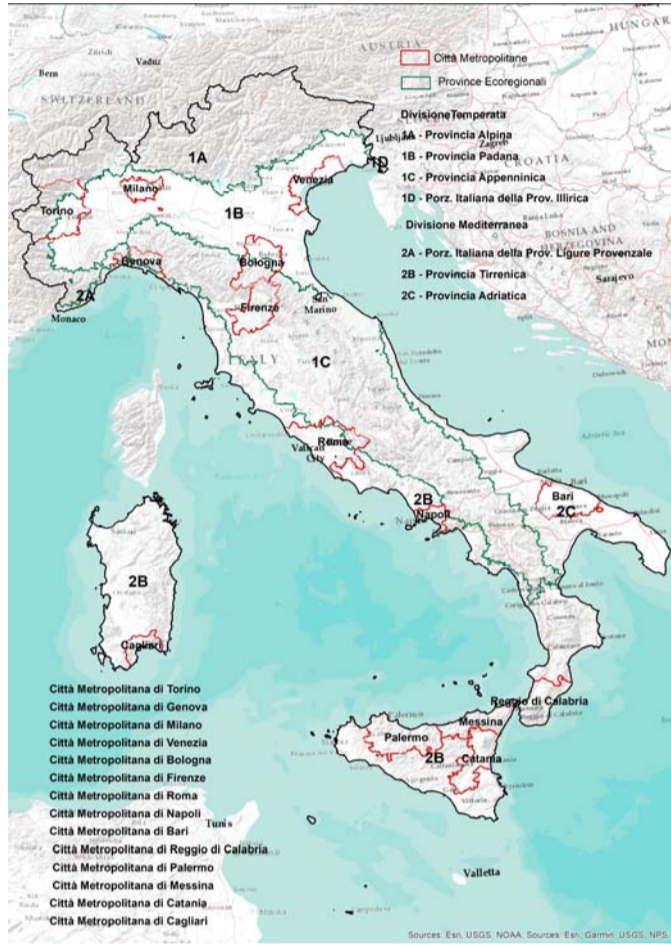 HUNGAR
AUSTRIA
Zürich
Vaduz
Bern
SWITZERLAND
Città Metropolitane
Province Ecoregionali
DivisioneTemperata
1A - Provincia Alpina
1B - Provincia Padana
1C - Provincia Appenninica
1D - Porz. Italiana della Prov. Illirica
Divisione Mediterranea
2A - Porz. Italiana della Prov. Ligure Provenzale
2B - Provincia Tirrenica
2C - Provincia Adriatica
Zagreb
CROATIA
BOSNIA AND
HERZEGOVINA
Sarajevo
MONT
1A
1D
Milano
Venezia
Torino
1B
Genova
Bologna
2A
Monaco
Firenze
San
Marino
ITALY
1C
Adriatic Sea
Roma
Vatican
City
2B
Napoli
Bari
2C
2B
Cagliari
Reggio di Calabria
Palermo
Messina
Palermo
2B
Catania
Città Metropolitana di Torino
Città Metropolitana di Genova
Città Metropolitana di Milano
Città Metropolitana di Venezia
Città Metropolitana di Bologna
Città Metropolitana di Firenze
Città Metropolitana di Roma
Città Metropolitana di Napoli
Città Metropolitana di Bari
Città Metropolitana di Reggio di Calabria
Città Metropolitana di Palermo
Città Metropolitana di Messina
Città Metropolitana di Catania
Città Metropolitana di Cagliari
Tunis
Valletta
Sources: Esri, USGS, NOAA, Sources: Esri, Garmin, USGS, NPS